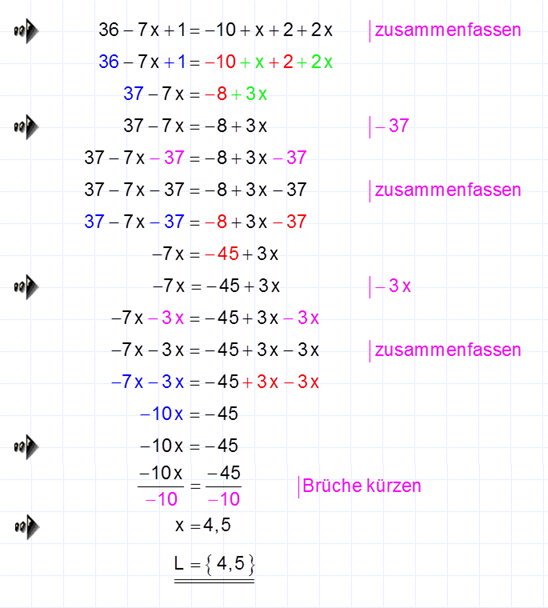 36 − 7x + 1 = −10 + x + 2 + 2x |zusammenfassen
36 − 7x + 1 = −10 + x + 2 + 2x
37 − 7x = −8 + 3x
37 − 7x = −8 + 3x |−37
37 − 7x − 37 = −8 + 3x − 37
37 − 7x − 37 = −8 + 3x − 37 |zusammenfassen
37 − 7x − 37 = −8 + 3x − 37
−7x = −45 + 3x
−7x = −45 + 3x |−3x
−7x − 3x = −45 + 3x − 3x
−7x − 3x = −45 + 3x − 3x |zusammenfassen
−7x − 3x = −45 + 3x − 3x
−10x = −45
−10x = −45
−10x/−10 = −45/−10 |Brüche kürzen
x = 4,5
L = {4,5}